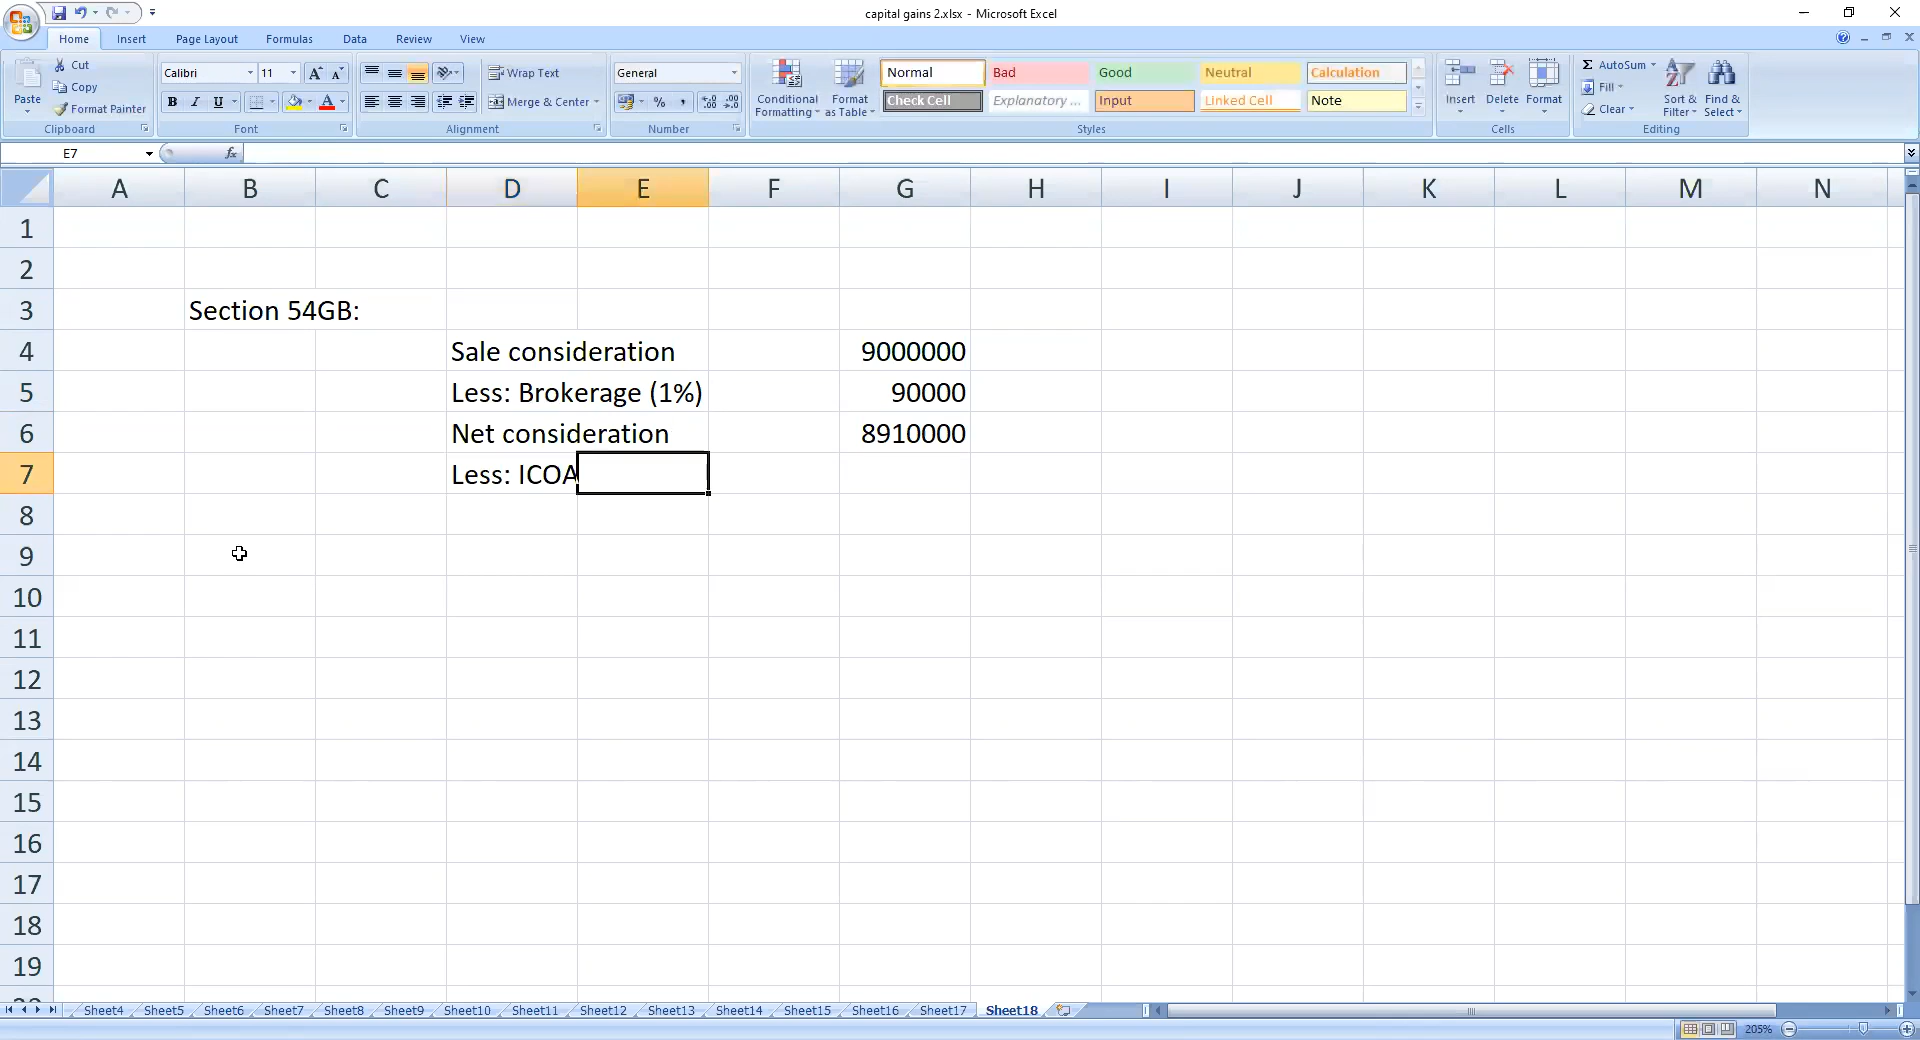 capital gains 2.xlsx - Microsoft Excel
Home Insert Page Layout Formulas Data Review View
Paste
Cut
Copy
Format Painter
Clipboard
Calibri 11
B I U
Font
Wrap Text
Merge & Center
Alignment
General
Number
Conditional Formatting
Format as Table
Normal Bad Good Neutral Calculation
Check Cell Explanatory ... Input Linked Cell Note
Styles
Insert Delete Format
Cells
AutoSum
Fill
Clear
Sort & Filter
Find & Select
Editing
E7
fx
A B C D E F G H I J K L M N
1
2
3 Section 54GB:
4 Sale consideration 9000000
5 Less: Brokerage (1%) 90000
6 Net consideration 8910000
7 Less: ICOA
8
9
10
11
12
13
14
15
16
17
18
19
Sheet4 Sheet5 Sheet6 Sheet7 Sheet8 Sheet9 Sheet10 Sheet11 Sheet12 Sheet13 Sheet14 Sheet15 Sheet16 Sheet17 Sheet18
205%